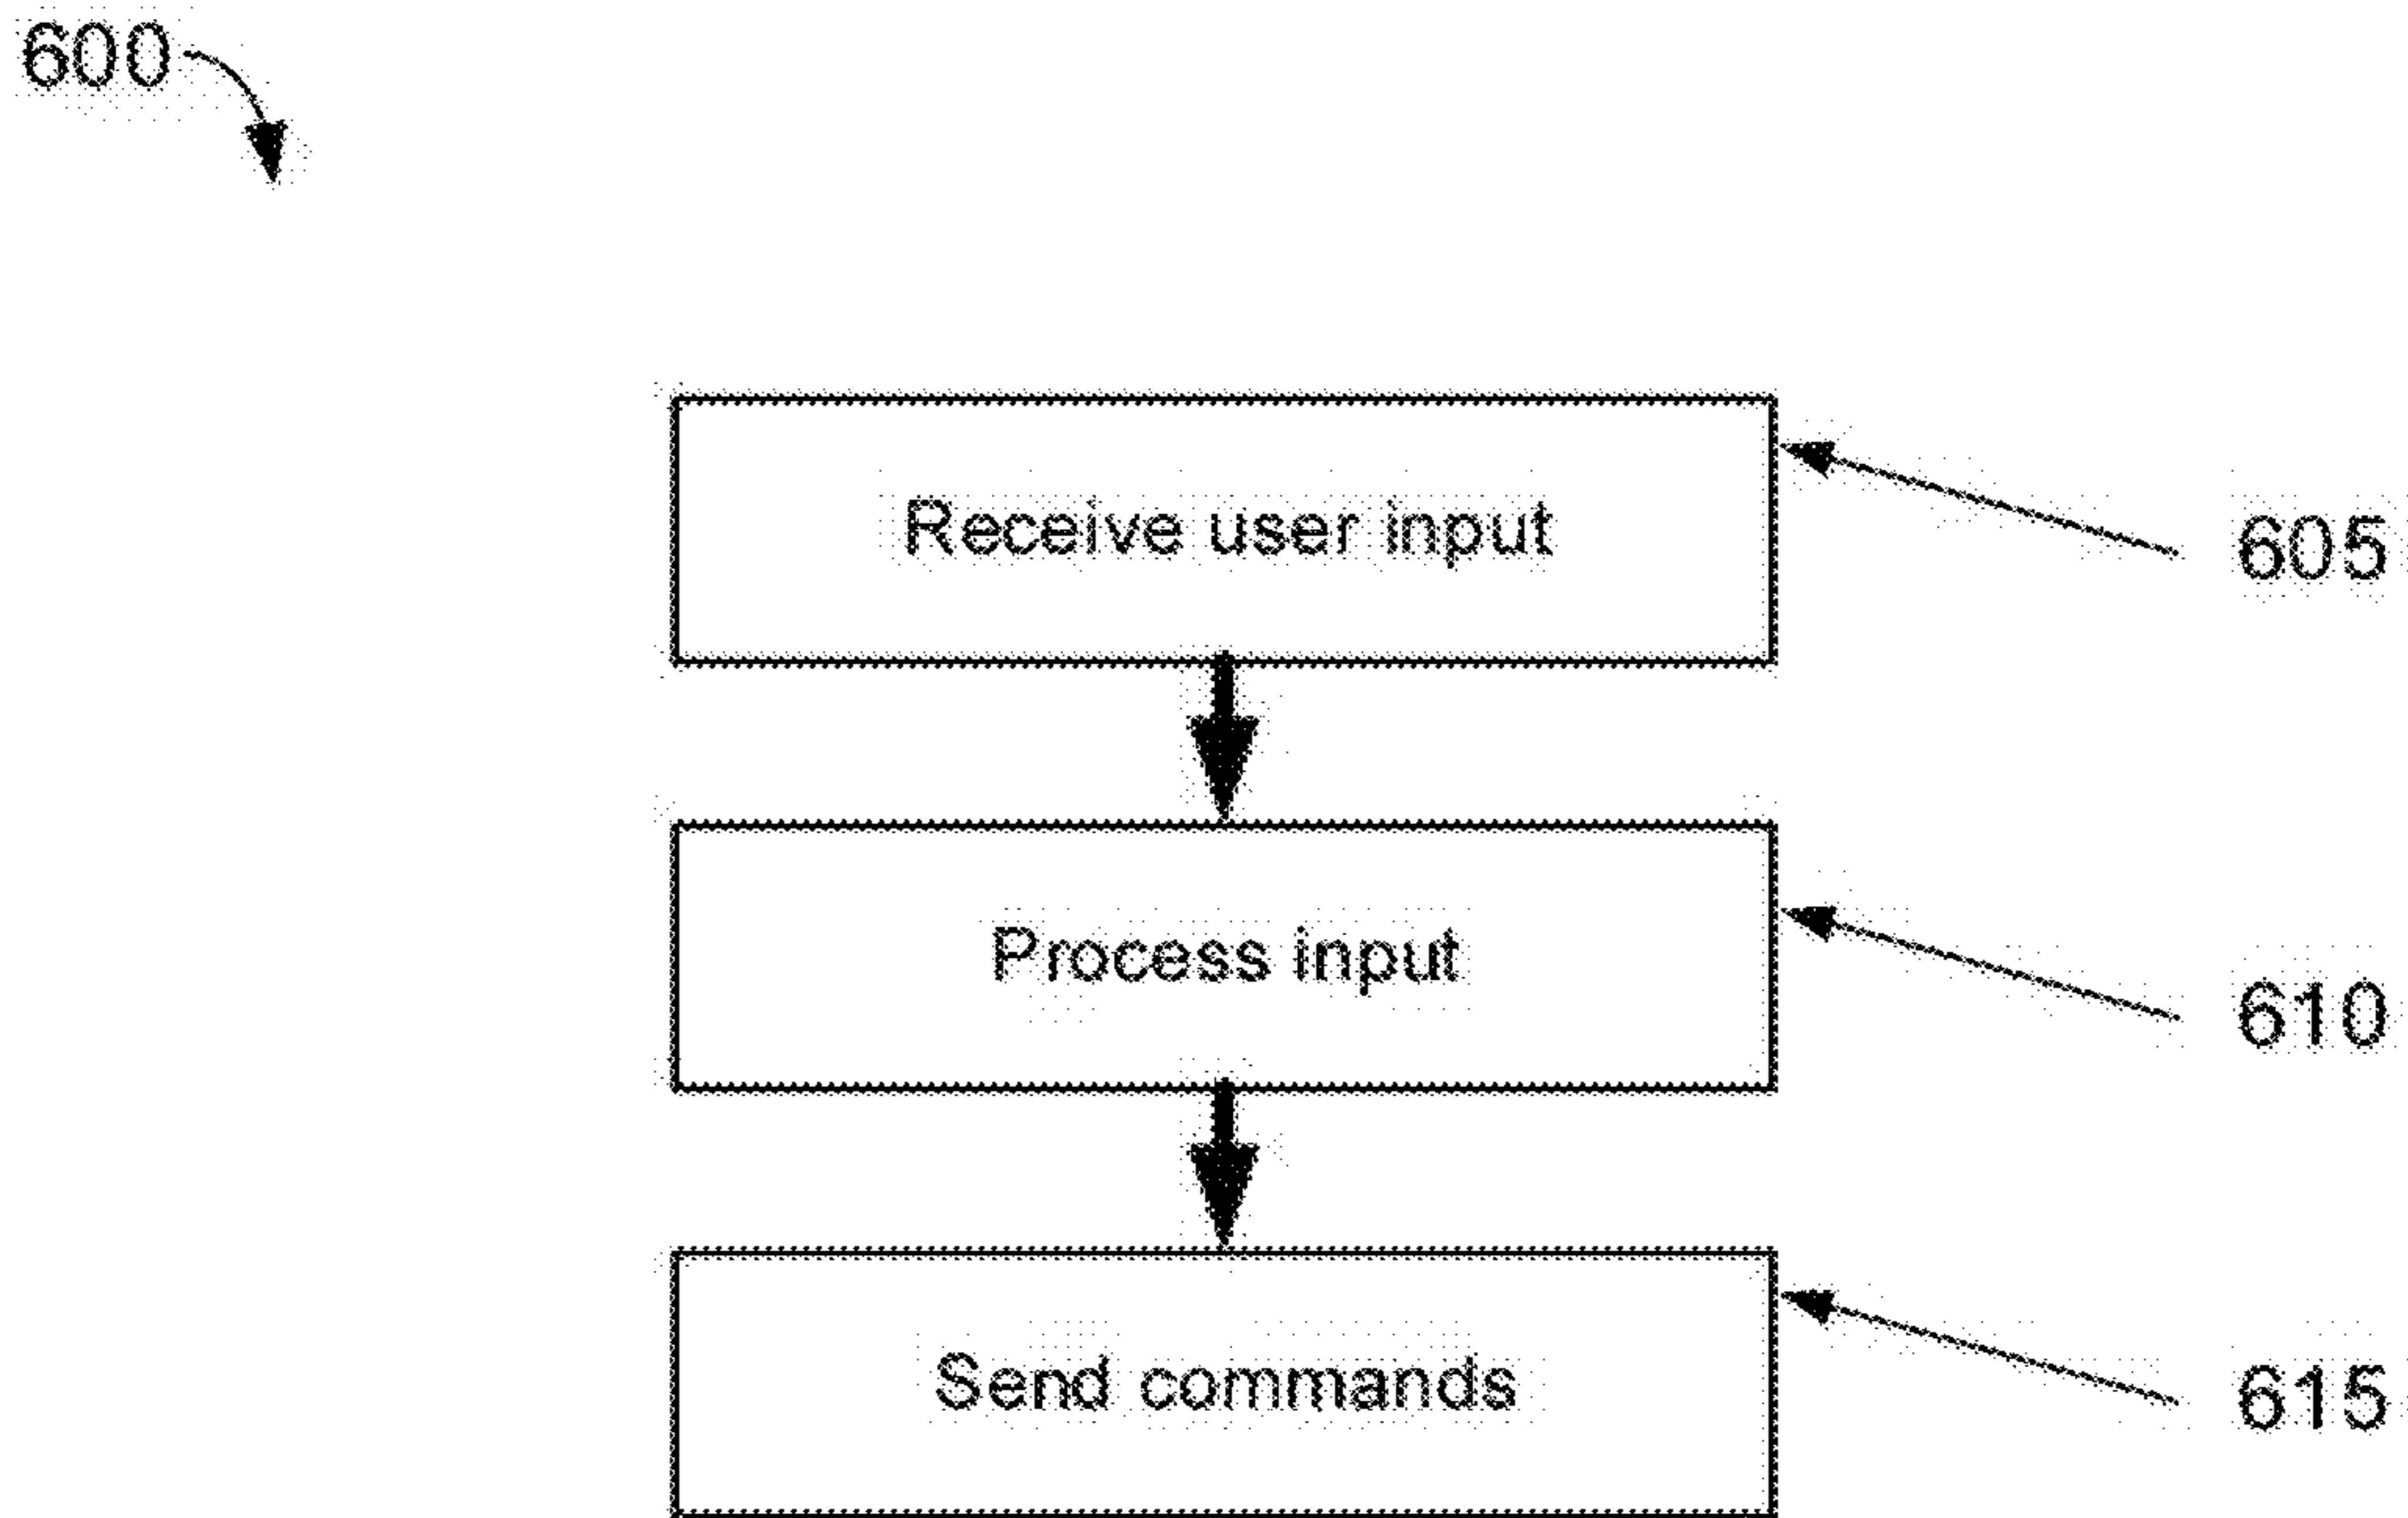 600
Receive user input
605
Process input
610
Send commands
615